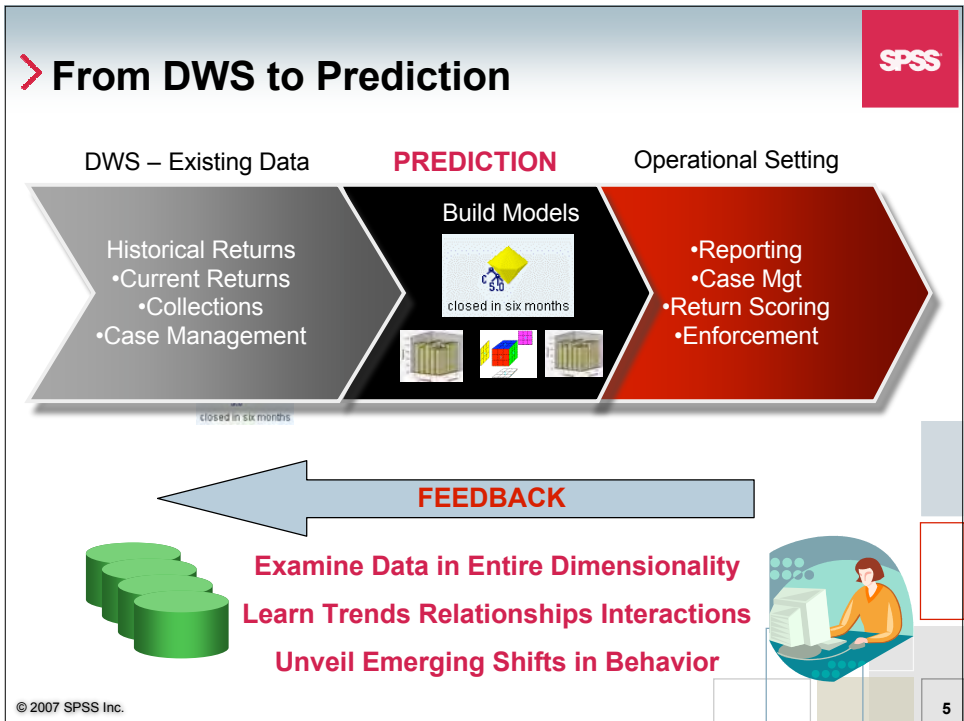 From DWS to Prediction
SPSS
DWS – Existing Data
PREDICTION
Operational Setting
Historical Returns
•Current Returns
•Collections
•Case Management
Build Models
C 5.0
closed in six months
•Reporting
•Case Mgt
•Return Scoring
•Enforcement
closed in six months
FEEDBACK
Examine Data in Entire Dimensionality
Learn Trends Relationships Interactions
Unveil Emerging Shifts in Behavior
© 2007 SPSS Inc.
5